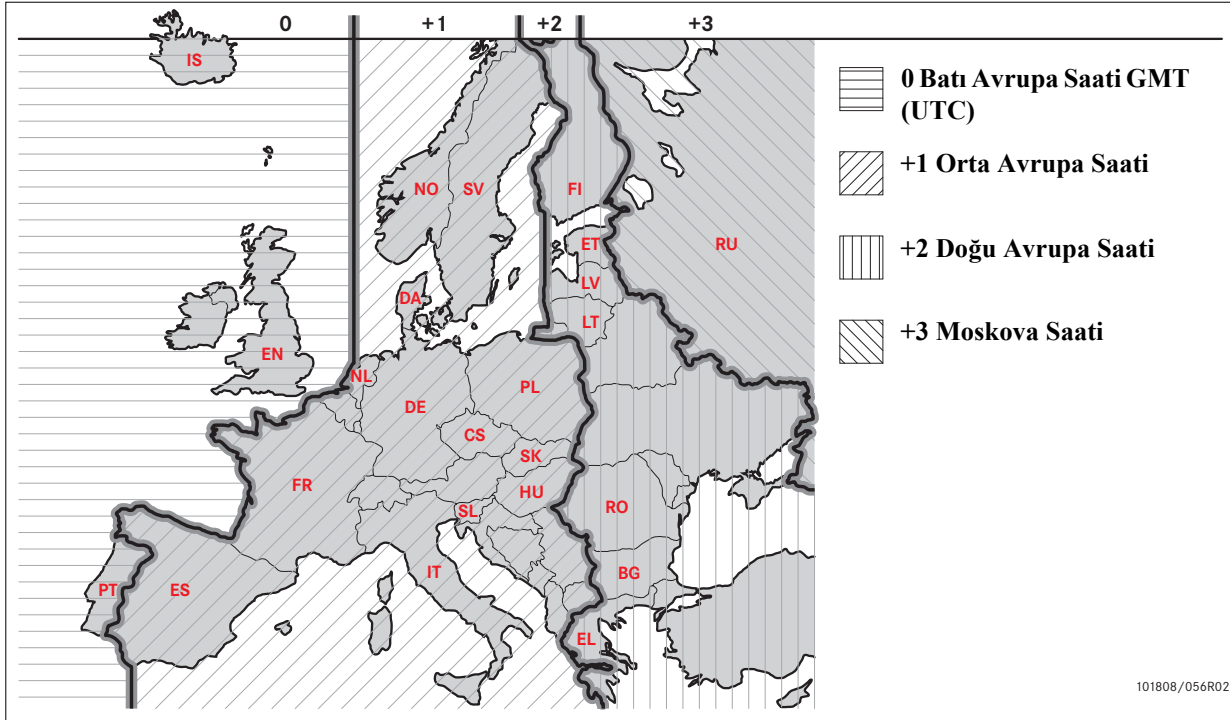 0 +1 +2 +3
IS
NO SV FI
ET
RU
LV
DA
LT
EN
NL
PL
DE
CS
SK
FR
HU
SL
RO
IT
BG
PT
ES
EL
0 Batı Avrupa Saati GMT
(UTC)
+1 Orta Avrupa Saati
+2 Doğu Avrupa Saati
+3 Moskova Saati
101808/056R02